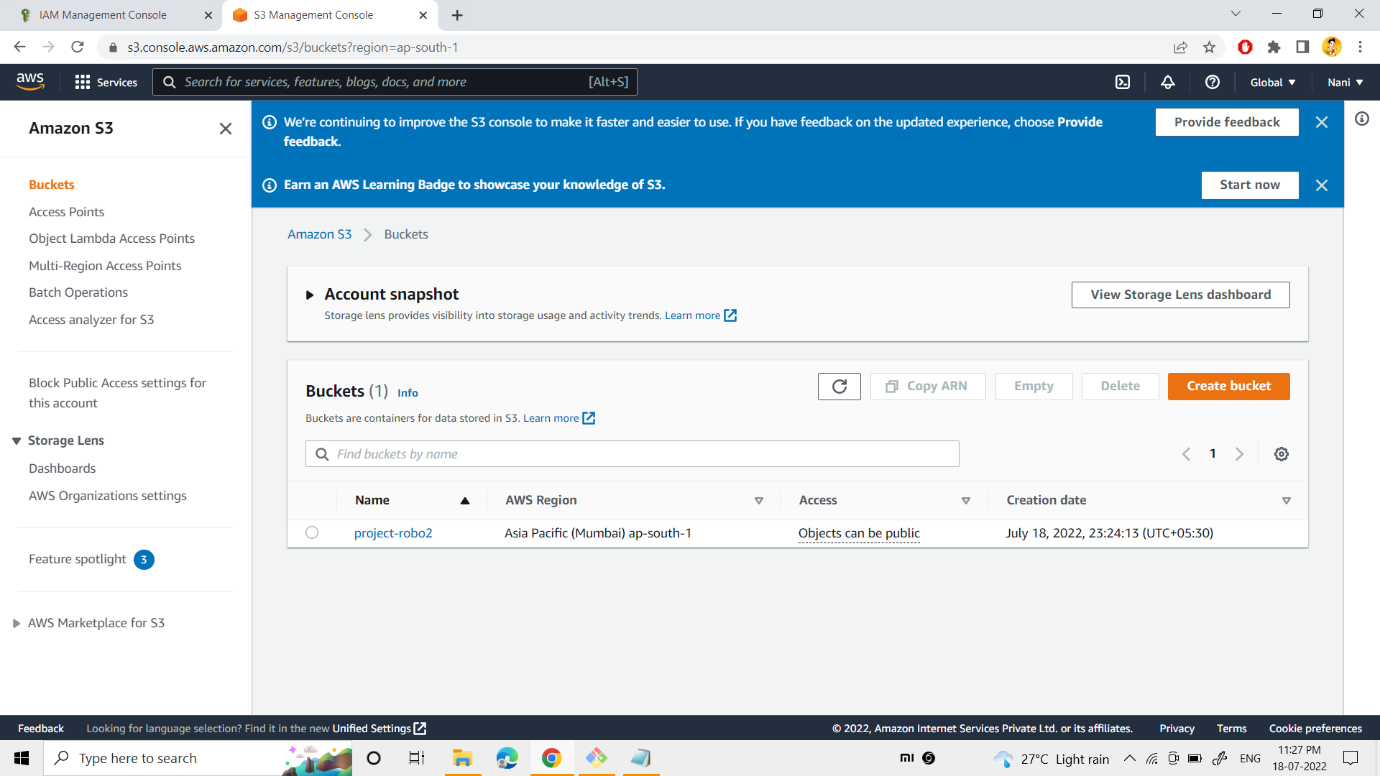 IAM Management Console
S3 Management Console
s3.console.aws.amazon.com/s3/buckets?region=ap-south-1
aws
Services
Search for services, features, blogs, docs, and more
[Alt+S]
Global
Nani
Amazon S3
Buckets
Access Points
Object Lambda Access Points
Multi-Region Access Points
Batch Operations
Access analyzer for S3
Block Public Access settings for
this account
Storage Lens
Dashboards
AWS Organizations settings
Feature spotlight 3
AWS Marketplace for S3
We're continuing to improve the S3 console to make it faster and easier to use. If you have feedback on the updated experience, choose Provide
feedback.
Provide feedback
Earn an AWS Learning Badge to showcase your knowledge of S3.
Start now
Amazon S3 Buckets
Account snapshot
Storage lens provides visibility into storage usage and activity trends. Learn more
View Storage Lens dashboard
Buckets (1) Info
Buckets are containers for data stored in S3. Learn more
Copy ARN
Empty
Delete
Create bucket
Find buckets by name
1
Name AWS Region Access Creation date
project-robo2 Asia Pacific (Mumbai) ap-south-1 Objects can be public July 18, 2022, 23:24:13 (UTC+05:30)
Feedback Looking for language selection? Find it in the new Unified Settings
© 2022, Amazon Internet Services Private Ltd. or its affiliates. Privacy Terms Cookie preferences
Type here to search
27°C Light rain
ENG
11:27 PM
18-07-2022